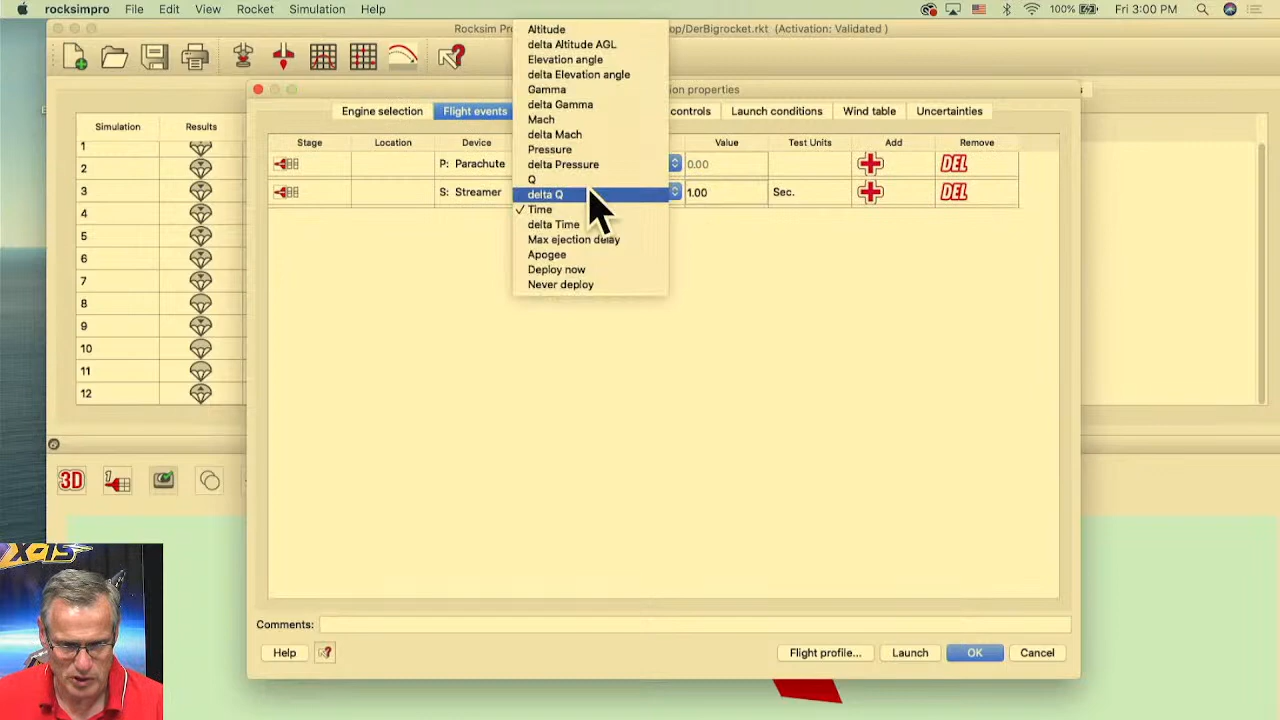 rocksimpro File Edit View Rocket Simulation Help 100% Fri 3:00 PM
Rocksim Pro op/DerBigrocket.rkt (Activation: Validated )
ion properties
Engine selection Flight events controls Launch conditions Wind table Uncertainties
Simulation Results
Stage Location Device Value Test Units Add Remove
P: Parachute 0.00 DEL
S: Streamer 1.00 Sec. DEL
Altitude
delta Altitude AGL
Elevation angle
delta Elevation angle
Gamma
delta Gamma
Mach
delta Mach
Pressure
delta Pressure
Q
delta Q
✓ Time
delta Time
Max ejection delay
Apogee
Deploy now
Never deploy
1
2
3
4
5
6
7
8
9
10
11
12
3D
1
Comments:
Help ? Flight profile... Launch OK Cancel